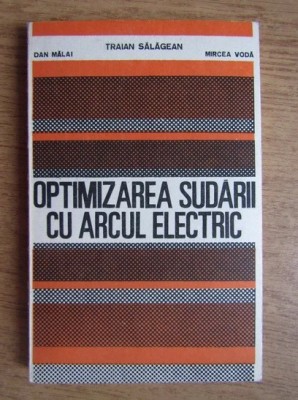 TRAIAN SĂLĂGEAN
DAN MĂLAI MIRCEA VODĂ
OPTIMIZAREA SUDĂRII
CU ARCUL ELECTRIC